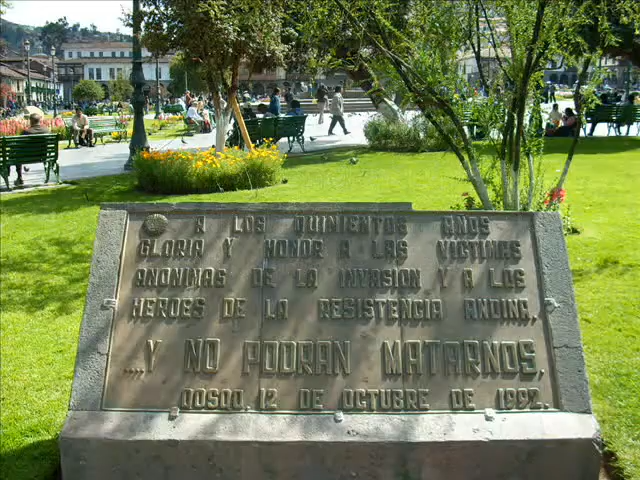 A LOS QUINIENTOS AÑOS
GLORIA Y HONOR A LAS VICTIMAS
ANONIMAS DE LA INVASION Y A LOS
HEROES DE LA RESISTENCIA ANDINA,
....Y NO PODRAN MATARNOS.
QOSQO, 12 DE OCTUBRE DE 1992.